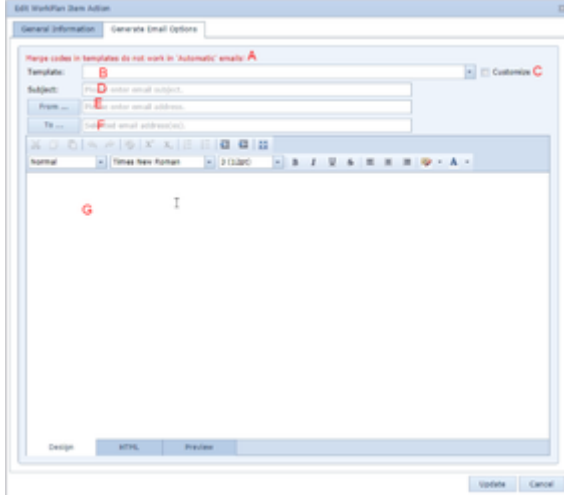 Edit WorkPlan Item Action
General Information Generate Email Options
Merge codes in templates do not work in 'Automatic' emails: A
Template: B Customize C
Subject: D enter email subject.
From ... E enter email address.
To ... F email address(es).
Normal Times New Roman 3 (12pt) B I U A
G
Design HTML Preview
Update Cancel